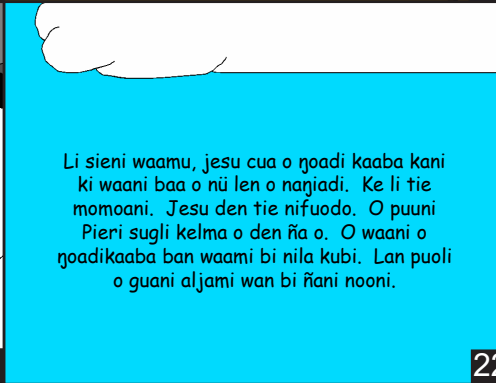 Li sieni waamu, jesu cua o ŋoadi kaaba kani
ki waani baa o nü len o naŋiadi. Ke li tie
momoani. Jesu den tie nifuodo. O puuni
Pieri sugli kelma o den ña o. O waani o
ŋoadikaaba ban waami bi nila kubi. Lan puoli
o guani aljami wan bi ñani nooni.